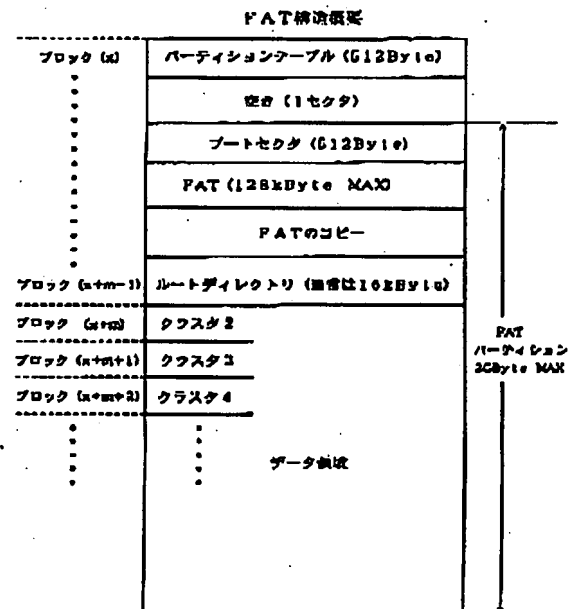 FAT構造概要
ブロック (x)
パーティションテーブル (512Byte)
空き (1セクタ)
ブートセクタ (512Byte)
FAT (128kByte MAX)
FATのコピー
ブロック (x+m-1)
ルートディレクトリ (通常は16kByte)
ブロック (x+m)
クラスタ2
ブロック (x+m+1)
クラスタ3
ブロック (x+m+2)
クラスタ4
データ領域
FAT
パーティション
2GByte MAX